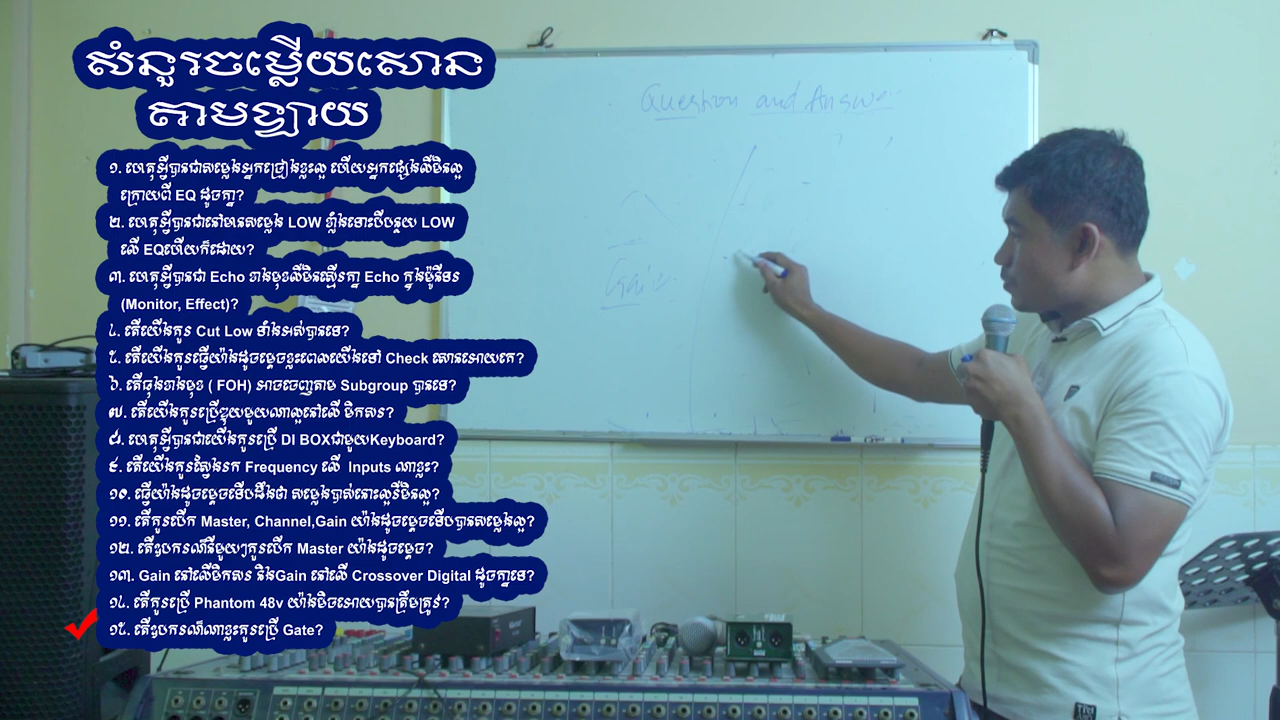 សំនួរចម្លើយសោន
តាមឡាយ
១. ហេតុអ្វីបានជាសម្លេងអ្នកច្រៀងខ្លះល្អ ហើយអ្នកផ្សេងលឺមិនល្អ
ក្រោយពី EQ ដូចគ្នា?
២. ហេតុអ្វីបានជានៅមានសម្លេង LOW ខ្លាំងទោះបីបន្ថយ LOW
លើ EQហើយក៏ដោយ?
៣. ហេតុអ្វីបានជា Echo ខាងមុខលឺមិនស្មើរគ្នា Echo ក្នុងម៉ូនីទរ
(Monitor, Effect)?
៤. តើយើងគួរ Cut Low ទាំងអស់បានទេ?
៥. តើយើងគួរធ្វើយ៉ាងដូចម្តេចខ្លះពេលយើងទៅ Check សោនអោយគេ?
៦. តើធុងខាងមុខ ( FOH) អាចចេញតាម Subgroup បានទេ?
៧. តើយើងគួរប្រើប៊្ដុយមួយណាល្អនៅលើ មិកសរ?
៨. ហេតុអ្វីបានជាយើងគួរប្រើ DI BOXជាមួយKeyboard?
៩. តើយើងគួរស្វែងរក Frequency លើ Inputs ណាខ្លះ?
១០. ធ្វើយ៉ាងដូចម្តេចទើបដឹងថា សម្លេងបាស់នោះល្អរឺមិនល្អ?
១១. តើគួរបើក Master, Channel,Gain យ៉ាងដូចម្តេចទើបបានសម្លេងល្អ?
១២. តើឧបករណ៏នីមួយៗគួរបើក Master យ៉ាងដូចម្តេច?
១៣. Gain នៅលើមិកសរ និងGain នៅលើ Crossover Digital ដូចគ្នាទេ?
១៤. តើគួរប្រើ Phantom 48v យ៉ាងមិចអោយបានត្រឹមត្រូវ?
១៥. តើឧបករណ៏ណាខ្លះគួរប្រើ Gate?
Question and Answer
Gain